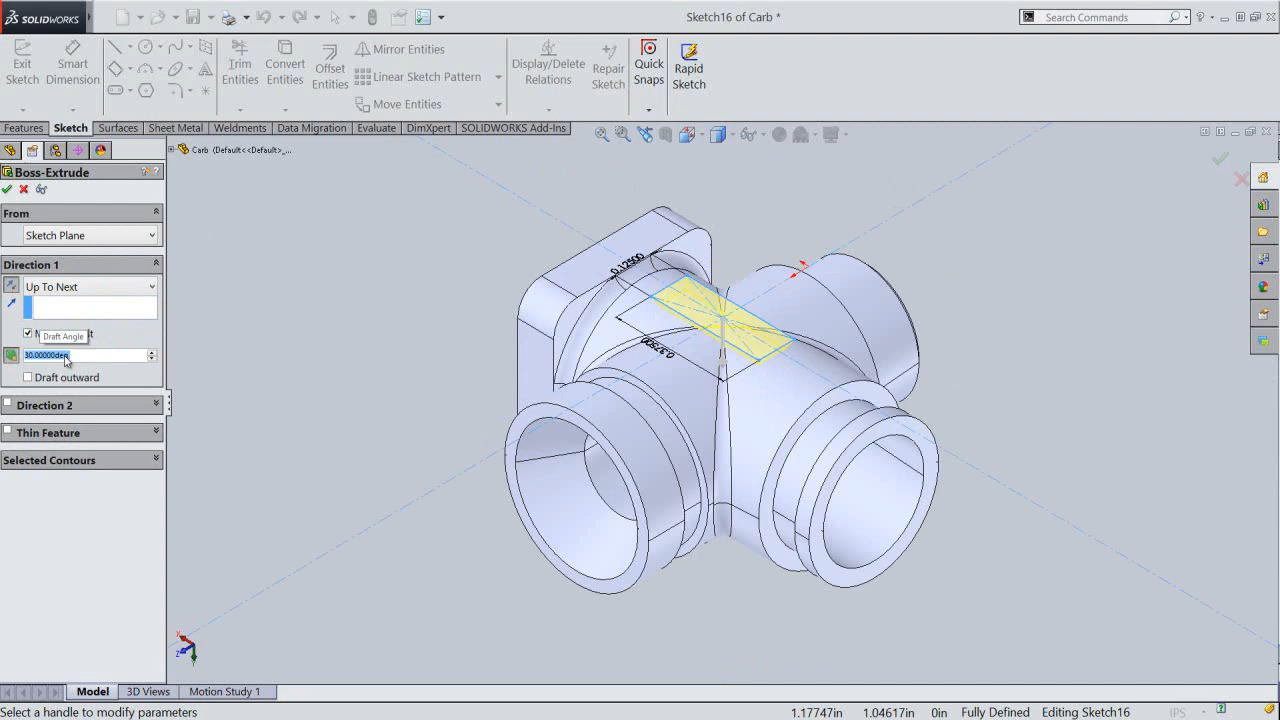 SOLIDWORKS
Sketch16 of Carb *
Search Commands
Exit Sketch
Smart Dimension
Trim Entities
Convert Entities
Offset Entities
Mirror Entities
Linear Sketch Pattern
Move Entities
Display/Delete Relations
Repair Sketch
Quick Snaps
Rapid Sketch
Features Sketch Surfaces Sheet Metal Weldments Data Migration Evaluate DimXpert SOLIDWORKS Add-Ins
Carb (Default<<Default>_...
Boss-Extrude
From
Sketch Plane
Direction 1
Up To Next
Draft Angle
30.00000deg
Draft outward
Direction 2
Thin Feature
Selected Contours
0.12500
0.37500
X
Z
Model 3D Views Motion Study 1
Select a handle to modify parameters
1.17747in 1.04617in 0in Fully Defined Editing Sketch16 IPS